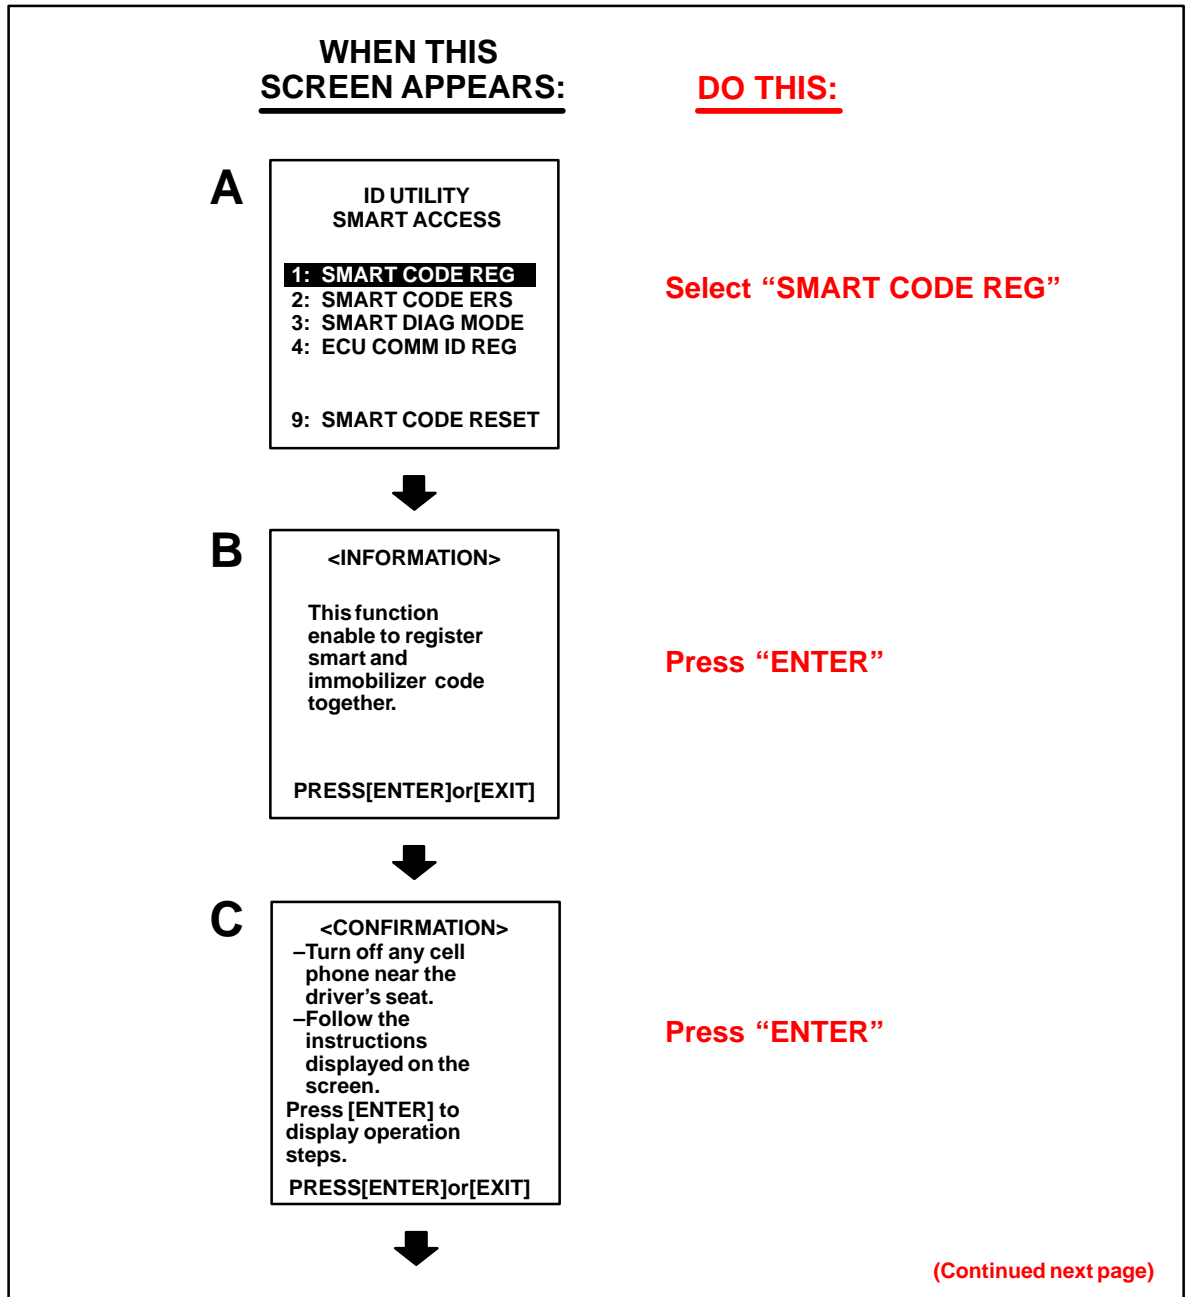 WHEN THIS
SCREEN APPEARS:
DO THIS:
A
ID UTILITY
SMART ACCESS
1: SMART CODE REG
2: SMART CODE ERS
3: SMART DIAG MODE
4: ECU COMM ID REG
9: SMART CODE RESET
Select “SMART CODE REG”
B
<INFORMATION>
This function
enable to register
smart and
immobilizer code
together.
PRESS[ENTER]or[EXIT]
Press “ENTER”
C
<CONFIRMATION>
–Turn off any cell
phone near the
driver’s seat.
–Follow the
instructions
displayed on the
screen.
Press [ENTER] to
display operation
steps.
PRESS[ENTER]or[EXIT]
Press “ENTER”
(Continued next page)